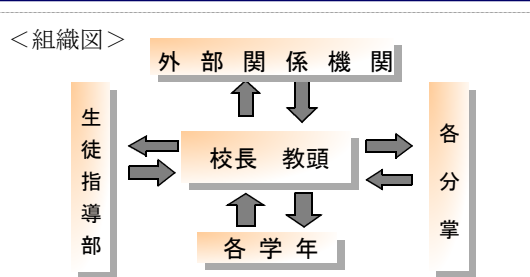 ＜組織図＞
外部関係機関
生徒指導部
校長　教頭
各分掌
各学年